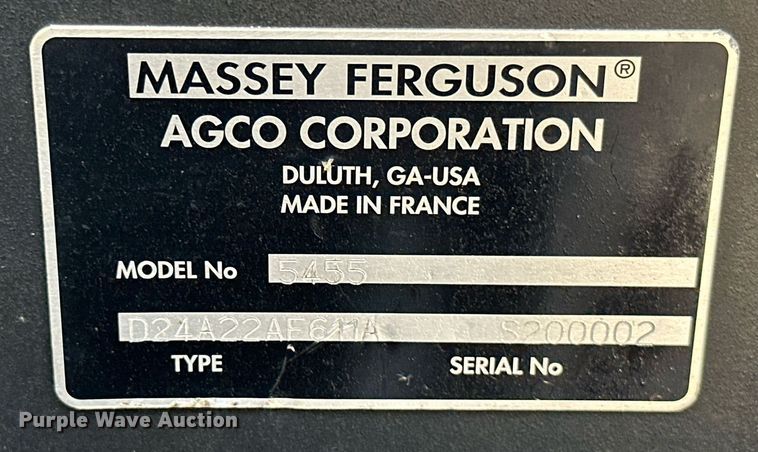 MASSEY FERGUSON®
AGCO CORPORATION
DULUTH, GA-USA
MADE IN FRANCE
MODEL No 5455
D24A22AF611A S200002
TYPE SERIAL No
Purple Wave Auction